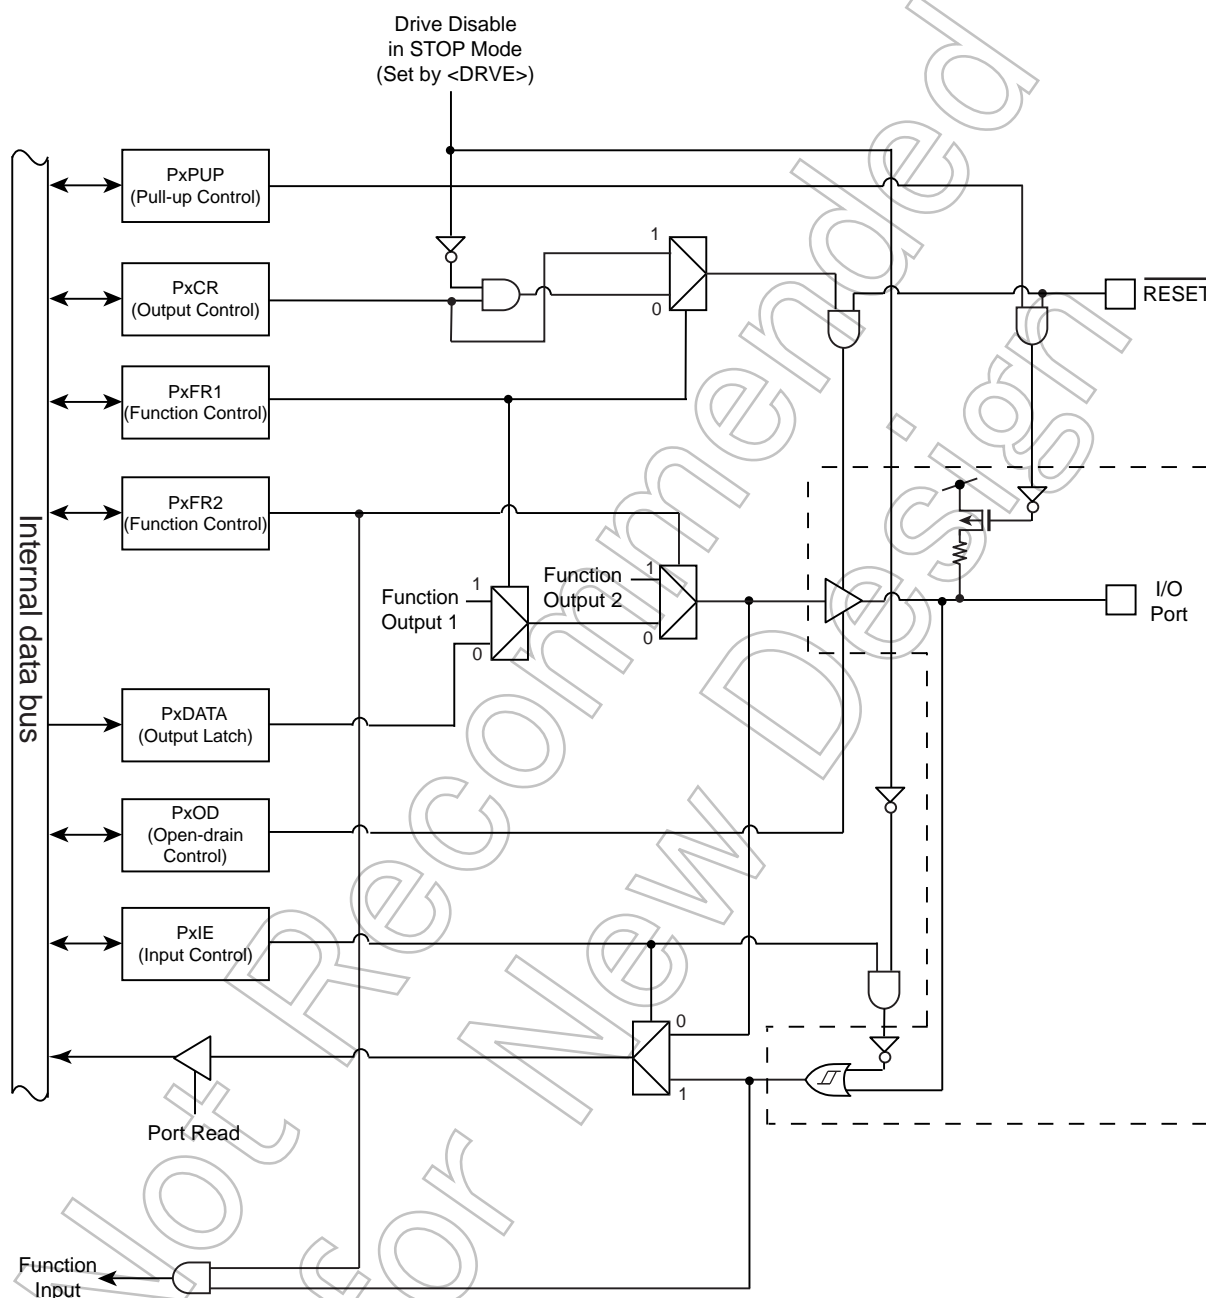 Drive Disable
in STOP Mode
(Set by <DRVE>)
PxPUP
(Pull-up Control)
1
PxCR
(Output Control)
0
RESET
PxFR1
(Function Control)
PxFR2
(Function Control)
Internal data bus
1
Function
Output 1
0
1
Function
Output 2
0
I/O
Port
PxDATA
(Output Latch)
PxOD
(Open-drain
Control)
PxIE
(Input Control)
0
1
Port Read
Function
Input
Not Recommended
for New Design